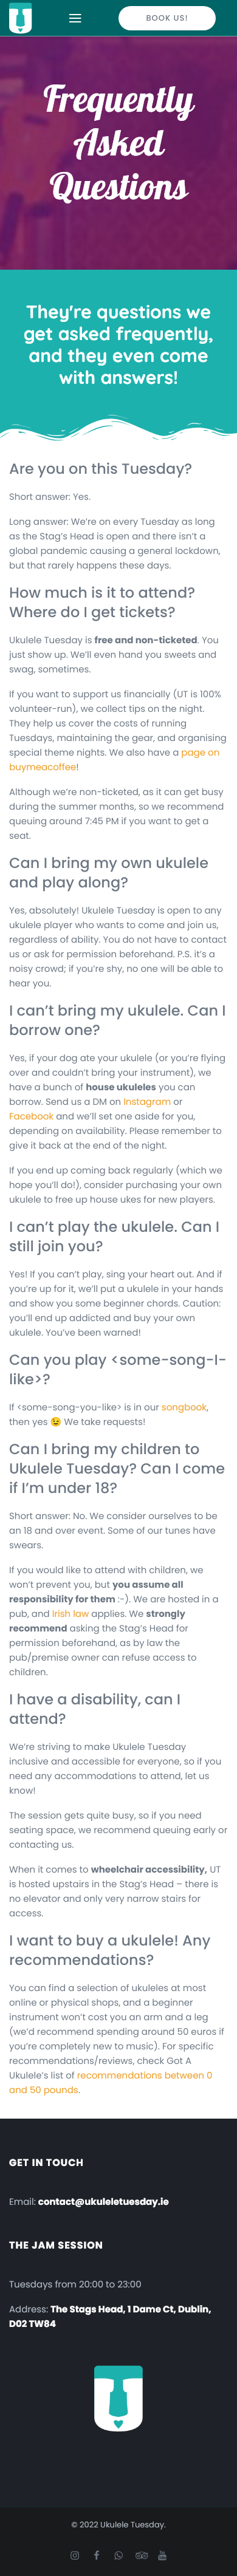 BOOK US!
Frequently
Asked
Questions
They're questions we
get asked frequently,
and they even come
with answers!
Are you on this Tuesday?
Short answer: Yes.
Long answer: We're on every Tuesday as long
as the Stag's Head is open and there isn't a
global pandemic causing a general lockdown,
but that rarely happens these days.
How much is it to attend?
Where do I get tickets?
Ukulele Tuesday is free and non-ticketed. You
just show up. We'll even hand you sweets and
swag, sometimes.
If you want to support us financially (UT is 100%
volunteer-run), we collect tips on the night.
They help us cover the costs of running
Tuesdays, maintaining the gear, and organising
special theme nights. We also have a page on
buymeacoffee!
Although we're non-ticketed, as it can get busy
during the summer months, so we recommend
queuing around 7:45 PM if you want to get a
seat.
Can I bring my own ukulele
and play along?
Yes, absolutely! Ukulele Tuesday is open to any
ukulele player who wants to come and join us,
regardless of ability. You do not have to contact
us or ask for permission beforehand. P.S. it's a
noisy crowd; if you're shy, no one will be able to
hear you.
I can't bring my ukulele. Can I
borrow one?
Yes, if your dog ate your ukulele (or you're flying
over and couldn't bring your instrument), we
have a bunch of house ukuleles you can
borrow. Send us a DM on Instagram or
Facebook and we'll set one aside for you,
depending on availability. Please remember to
give it back at the end of the night.
If you end up coming back regularly (which we
hope you'll do!), consider purchasing your own
ukulele to free up house ukes for new players.
I can't play the ukulele. Can I
still join you?
Yes! If you can't play, sing your heart out. And if
you're up for it, we'll put a ukulele in your hands
and show you some beginner chords. Caution:
you'll end up addicted and buy your own
ukulele. You've been warned!
Can you play <some-song-I-
like>?
If <some-song-you-like> is in our songbook,
then yes 😉 We take requests!
Can I bring my children to
Ukulele Tuesday? Can I come
if I'm under 18?
Short answer: No. We consider ourselves to be
an 18 and over event. Some of our tunes have
swears.
If you would like to attend with children, we
won't prevent you, but you assume all
responsibility for them :-). We are hosted in a
pub, and Irish law applies. We strongly
recommend asking the Stag's Head for
permission beforehand, as by law the
pub/premise owner can refuse access to
children.
I have a disability, can I
attend?
We're striving to make Ukulele Tuesday
inclusive and accessible for everyone, so if you
need any accommodations to attend, let us
know!
The session gets quite busy, so if you need
seating space, we recommend queuing early or
contacting us.
When it comes to wheelchair accessibility, UT
is hosted upstairs in the Stag's Head – there is
no elevator and only very narrow stairs for
access.
I want to buy a ukulele! Any
recommendations?
You can find a selection of ukuleles at most
online or physical shops, and a beginner
instrument won't cost you an arm and a leg
(we'd recommend spending around 50 euros if
you're completely new to music). For specific
recommendations/reviews, check Got A
Ukulele's list of recommendations between 0
and 50 pounds.
GET IN TOUCH
Email: contact@ukuleletuesday.ie
THE JAM SESSION
Tuesdays from 20:00 to 23:00
Address: The Stags Head, 1 Dame Ct, Dublin,
D02 TW84
© 2022 Ukulele Tuesday.